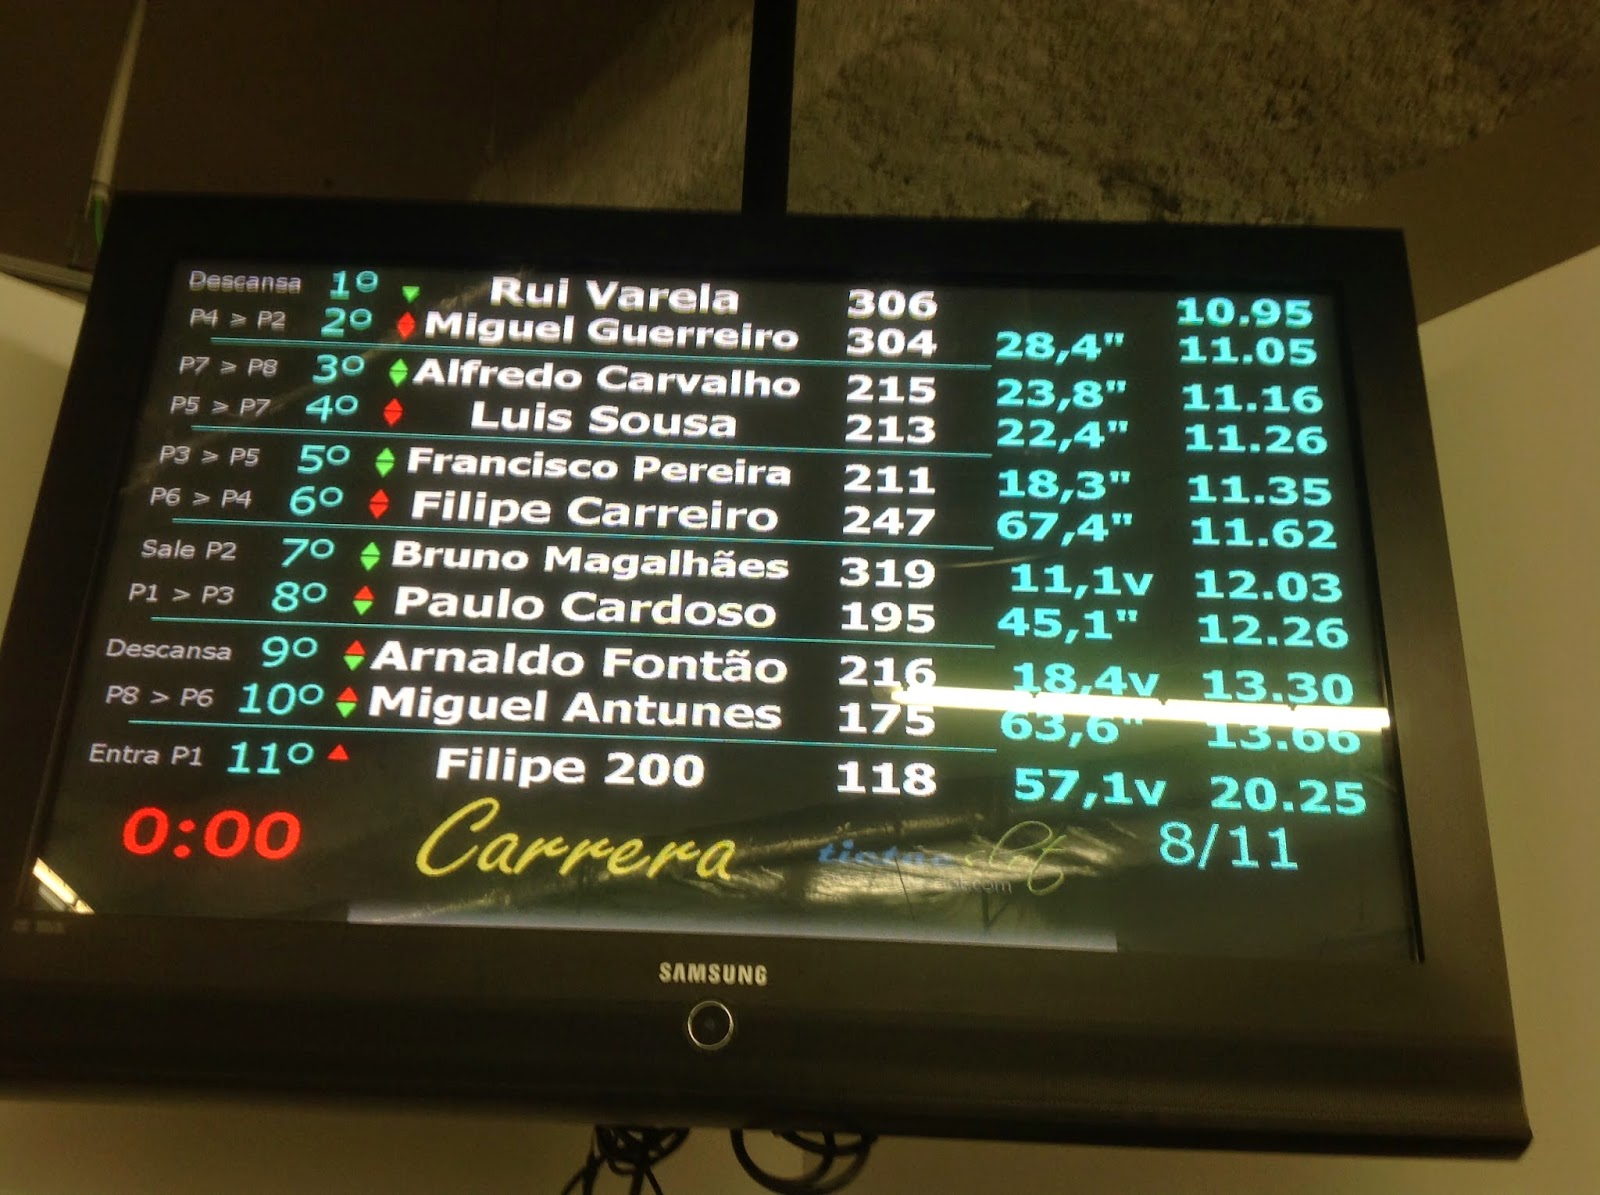 Descansa 1º Rui Varela 306 10.95
P4 > P2 2º Miguel Guerreiro 304 28,4" 11.05
P7 > P8 3º Alfredo Carvalho 215 23,8" 11.16
P5 > P7 4º Luis Sousa 213 22,4" 11.26
P3 > P5 5º Francisco Pereira 211 18,3" 11.35
P6 > P4 6º Filipe Carreiro 247 67,4" 11.62
Sale P2 7º Bruno Magalhães 319 11,1v 12.03
P1 > P3 8º Paulo Cardoso 195 45,1" 12.26
Descansa 9º Arnaldo Fontão 216 18,4v 13.30
P8 > P6 10º Miguel Antunes 175 63,6" 13.66
Entra P1 11º Filipe 200 118 57,1v 20.25
0:00 Carrera 8/11
SAMSUNG